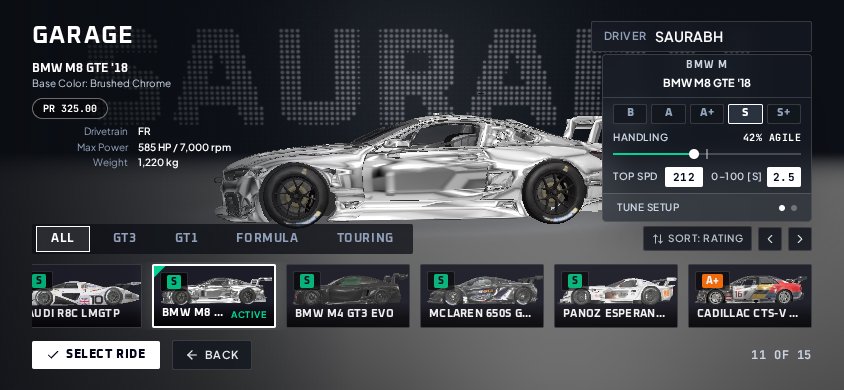 GARAGE
SAURABH
DRIVER SAURABH
BMW M8 GTE '18
Base Color: Brushed Chrome
PR 325.00
Drivetrain FR
Max Power 585 HP / 7,000 rpm
Weight 1,220 kg
BMW M
BMW M8 GTE '18
B A A+ S S+
HANDLING 42% AGILE
TOP SPD 212 0-100 [S] 2.5
TUNE SETUP
ALL GT3 GT1 FORMULA TOURING
SORT: RATING
S S S S S A+
UDI R8C LMGTP
BMW M8 ... ACTIVE
BMW M4 GT3 EVO
MCLAREN 650S G...
PANOZ ESPERAN...
CADILLAC CTS-V ...
SELECT RIDE
BACK
11 OF 15